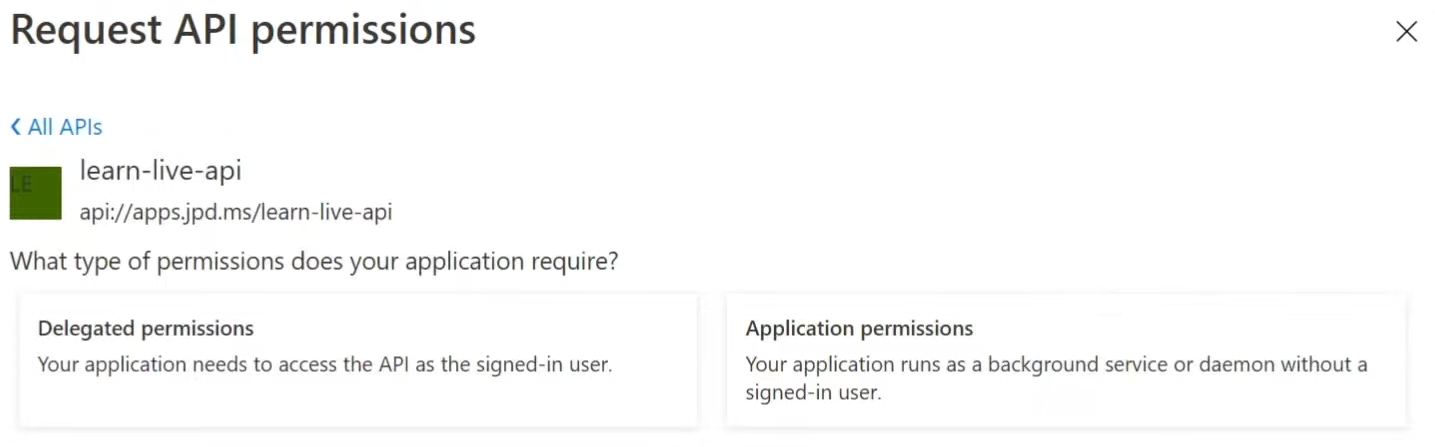 Request API permissions
All APIs
learn-live-api
LE
api://apps.jpd.ms/learn-live-api
What type of permissions does your application require?
Delegated permissions
Your application needs to access the API as the signed-in user.
Application permissions
Your application runs as a background service or daemon without a
signed-in user.